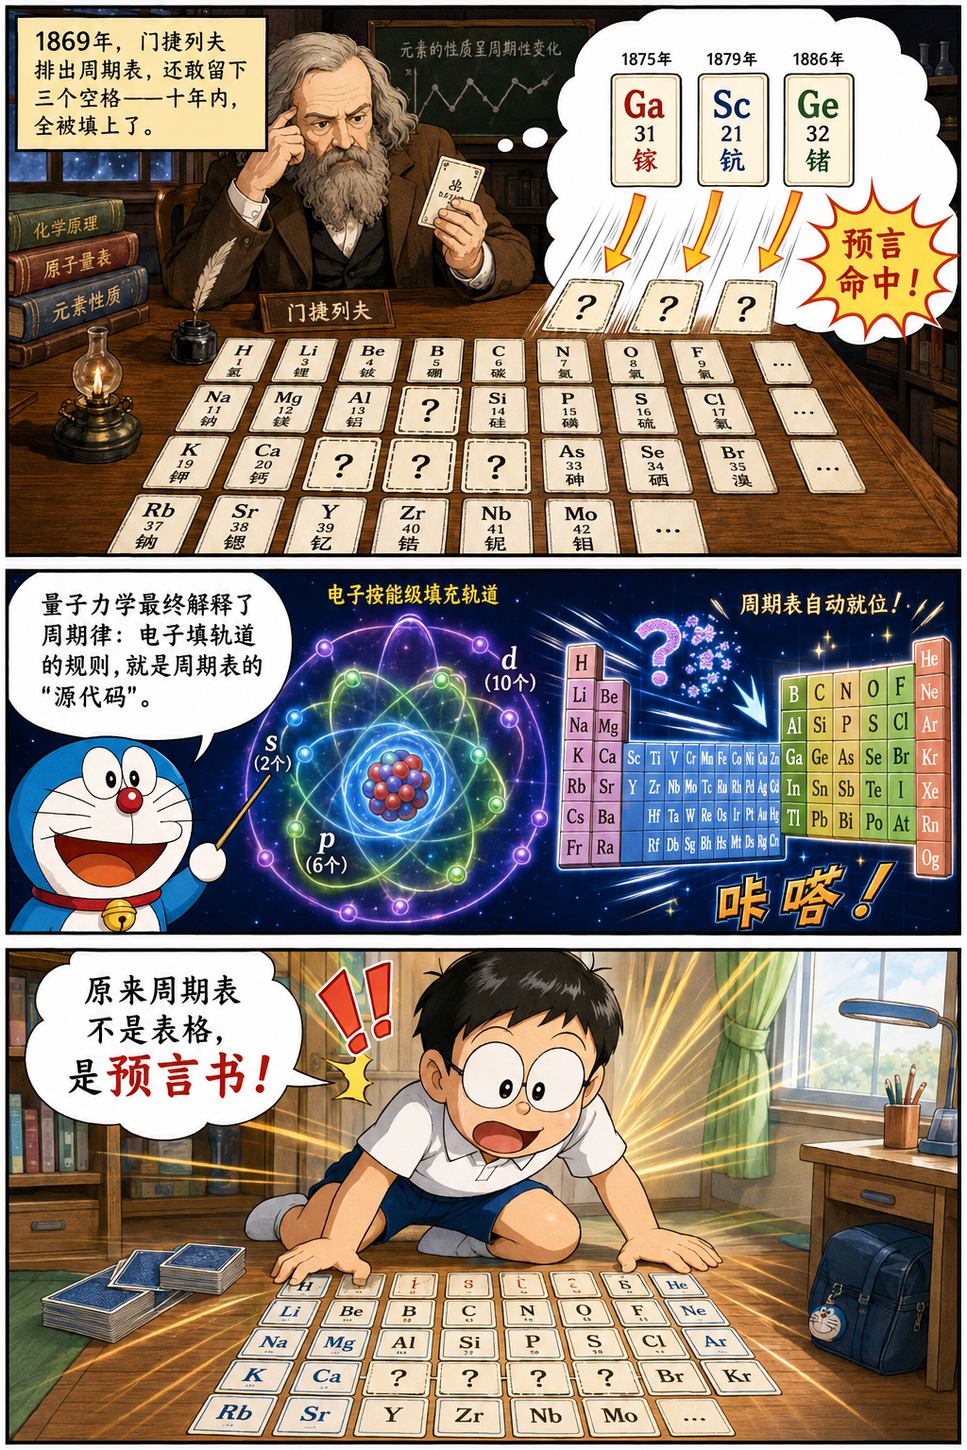 1869年，门捷列夫
排出周期表，还敢留下
三个空格——十年内，
全被填上了。
元素的性质呈周期性变化
1875年 1879年 1886年
Ga Sc Ge
31 21 32
镓 钪 锗
预言
命中！
? ? ?
化学原理
原子量表
元素性质
门捷列夫
H Li Be B C N O F ...
1 3 4 5 6 7 8 9
氢 锂 铍 硼 碳 氮 氧
Na Mg Al ? Si P S Cl ...
11 12 13 14 15 16 17
钠 镁 铝 硅 磷 硫
K Ca ? ? ? As Se Br ...
19 20 33 34 35
钾 钙 砷 硒 溴
Rb Sr Y Zr Nb Mo ...
37 38 39 40 41 42
锶 钇 锆 铌 钼
量子力学最终解释了
周期律：电子填轨道
的规则，就是周期表的
“源代码”。
电子按能级填充轨道
s
(2个)
p
(6个)
d
(10个)
周期表自动就位！
?
H He
Li Be B C N O F Ne
Na Mg Al Si P S Cl Ar
K Ca Sc Ti V Cr Mn Fe Co Ni Cu Zn Ga Ge As Se Br Kr
Rb Sr Y Zr Nb Mo Tc Ru Rh Pd Ag Cd In Sn Sb Te I Xe
Cs Ba Hf Ta W Re Os Ir Pt Au Hg Tl Pb Bi Po At Rn
Fr Ra Rf Db Sg Bh Hs Mt Ds Rg Cn Og
咔嗒！
原来周期表
不是表格，
是预言书！
!!
H He
Li Be B C N O F Ne
Na Mg Al Si P S Cl Ar
K Ca ? ? ? ? Br Kr
Rb Sr Y Zr Nb Mo ...